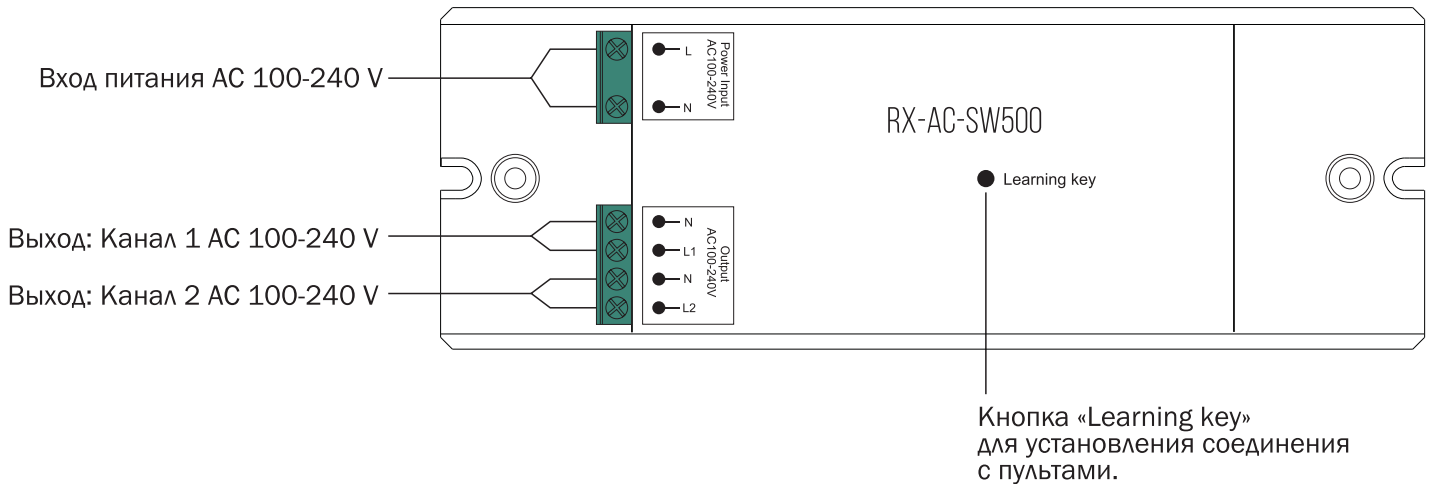 Вход питания AC 100-240 V
L
N
Power Input
AC100-240V
RX-AC-SW500
Learning key
Выход: Канал 1 AC 100-240 V
Выход: Канал 2 AC 100-240 V
N
L1
N
L2
Output
AC100-240V
Кнопка «Learning key»
для установления соединения
с пультами.